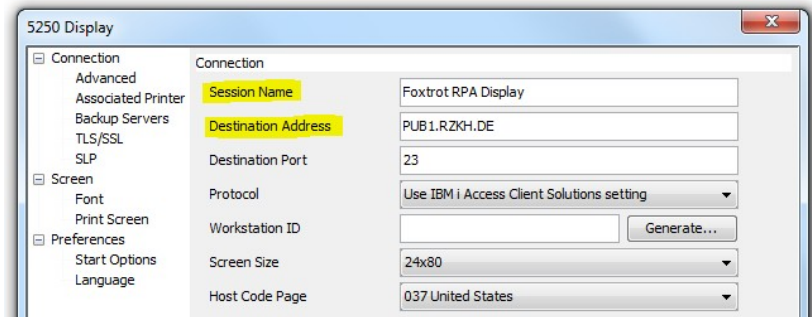 5250 Display
X
Connection
Advanced
Associated Printer
Backup Servers
TLS/SSL
SLP
Screen
Font
Print Screen
Preferences
Start Options
Language
Connection
Session Name Foxtrot RPA Display
Destination Address PUB1.RZKH.DE
Destination Port 23
Protocol Use IBM i Access Client Solutions setting
Workstation ID Generate...
Screen Size 24x80
Host Code Page 037 United States